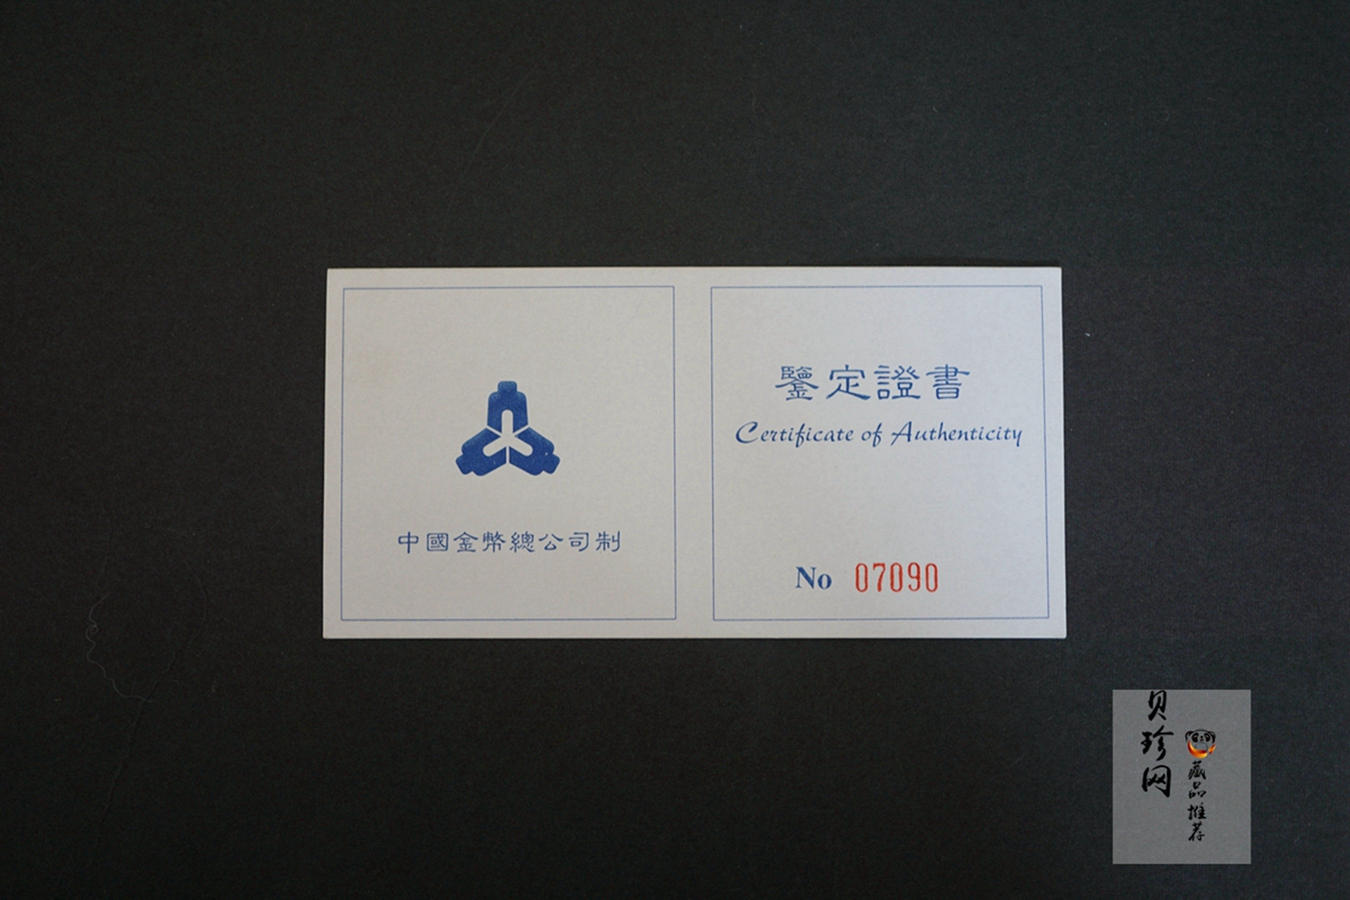 中國金幣總公司制
鑒定證書
Certificate of Authenticity
No 07090
贝珍网
藏品推荐